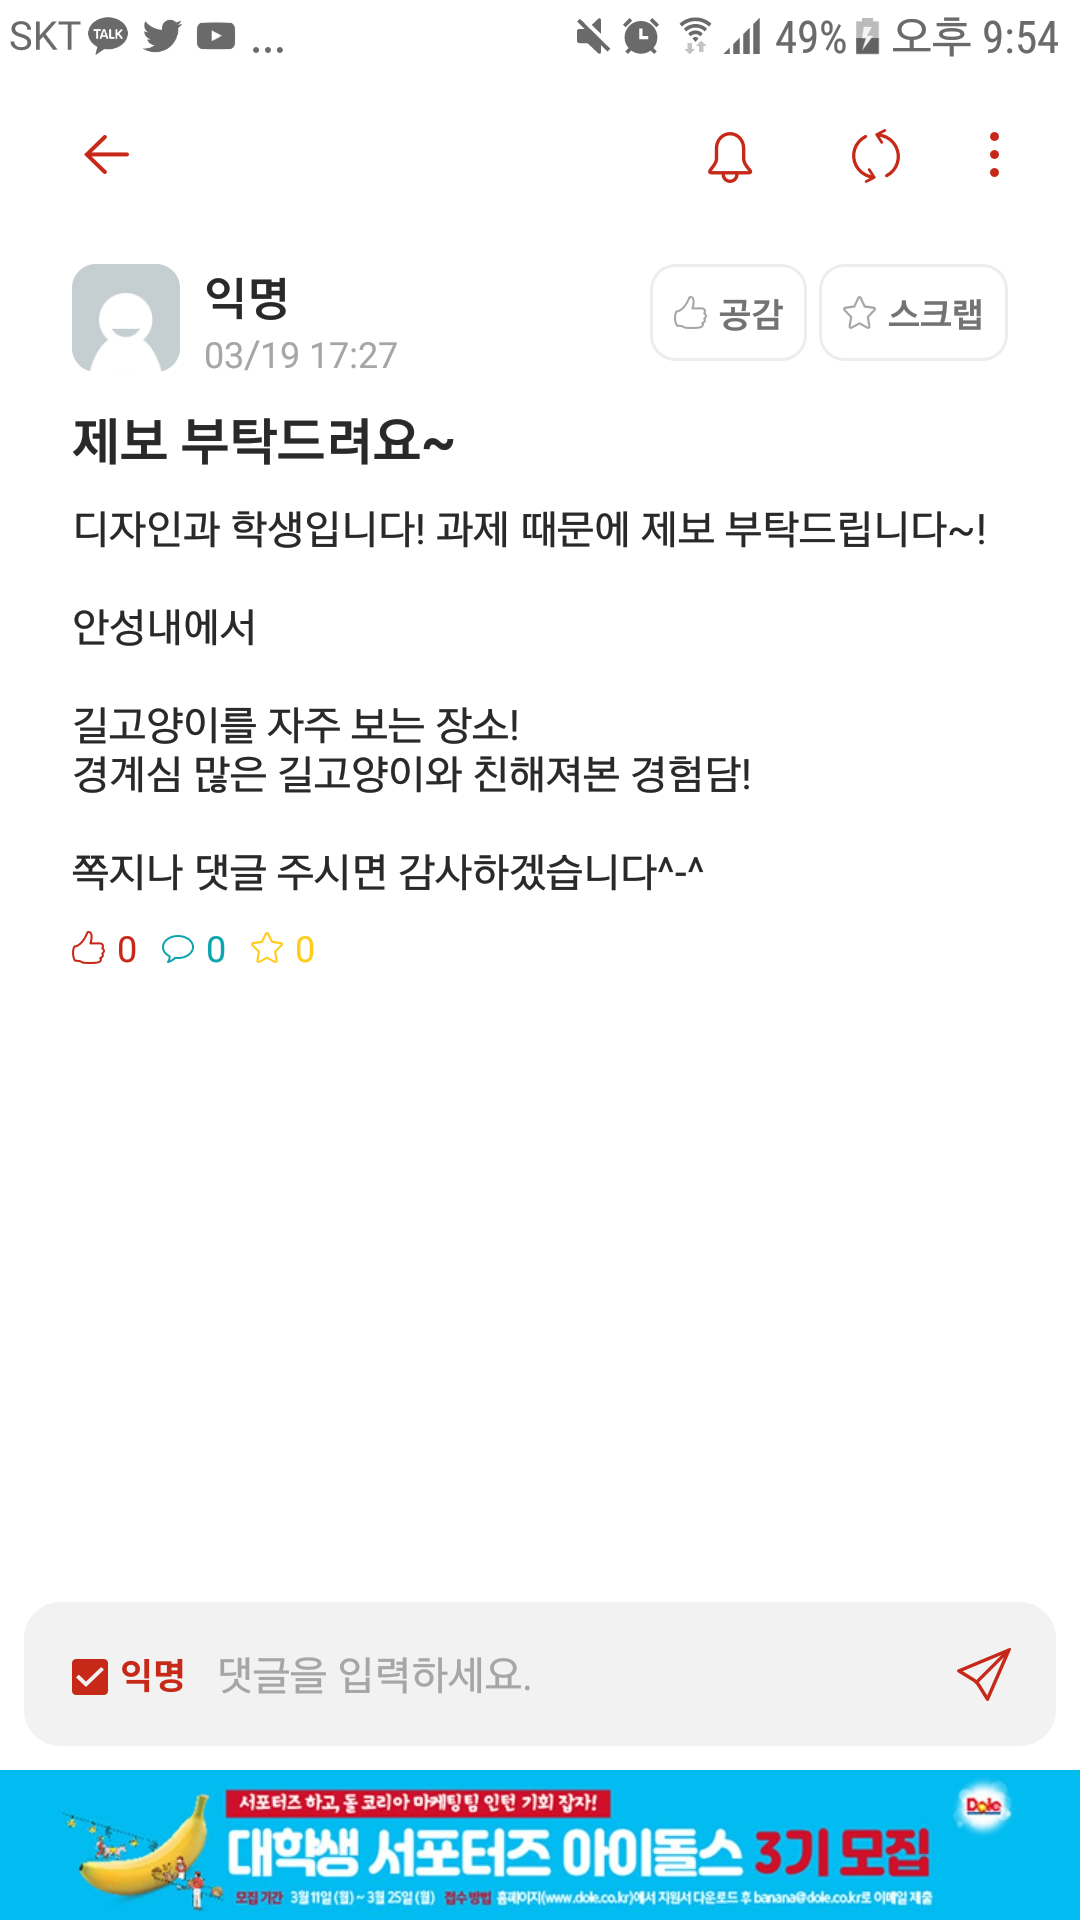 SKT TALK ... 49% 오후 9:54
익명
03/19 17:27
공감 스크랩
제보 부탁드려요~
디자인과 학생입니다! 과제 때문에 제보 부탁드립니다~!
안성내에서
길고양이를 자주 보는 장소!
경계심 많은 길고양이와 친해져본 경험담!
쪽지나 댓글 주시면 감사하겠습니다^-^
0 0 0
익명 댓글을 입력하세요.
서포터즈 하고, 돌 코리아 마케팅팀 인턴 기회 잡자!
Dole
대학생 서포터즈 아이돌스 3기 모집
모집 기간 3월 11일 (월) ~ 3월 25일 (월) 접수 방법 홈페이지(www.dole.co.kr)에서 지원서 다운로드 후 banana@dole.co.kr로 이메일 제출